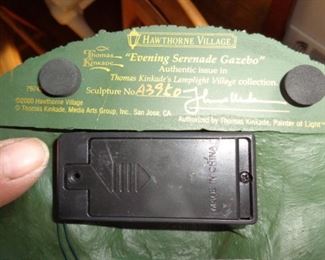 HAWTHORNE VILLAGE
Thomas Kinkade
"Evening Serenade Gazebo"
Authentic issue in
Thomas Kinkade's Lamplight Village collection.
Sculpture No. A3960
©2000 Hawthorne Village
© Thomas Kinkade, Media Arts Group, Inc., San Jose, CA
Authorized by Thomas Kinkade, Painter of Light
MADE IN CHINA